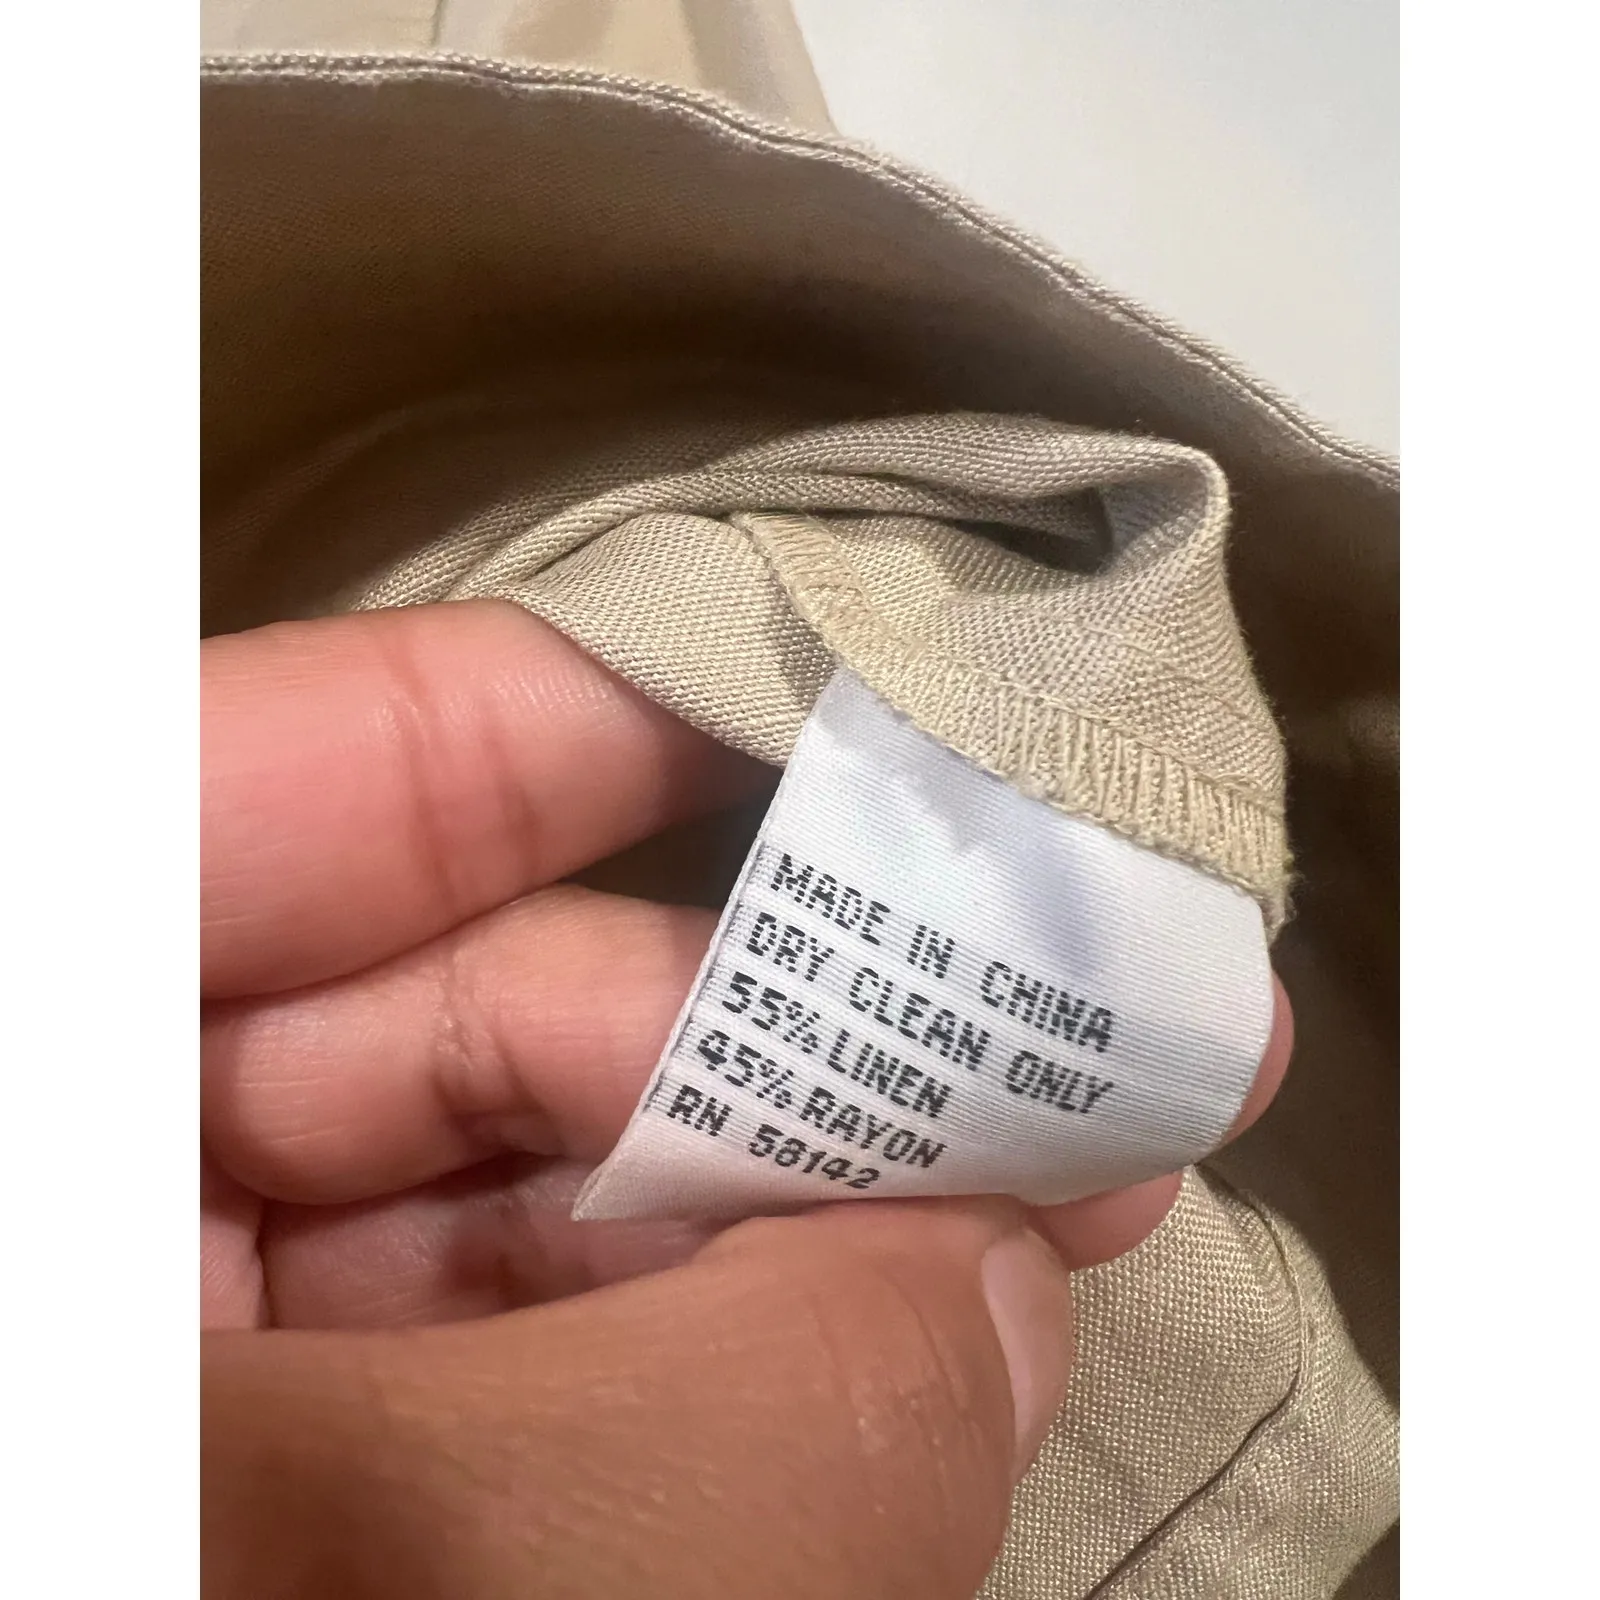 MADE IN CHINA
DRY CLEAN ONLY
55% LINEN
45% RAYON
RN 58142